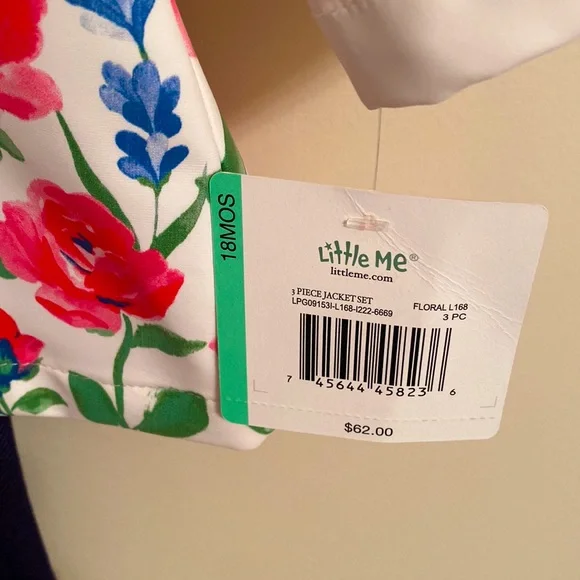 18MOS
Little Me®
littleme.com
3 PIECE JACKET SET FLORAL L168
LPG09153I-L168-I222-6669 3 PC
7 45644 45823 6
$62.00